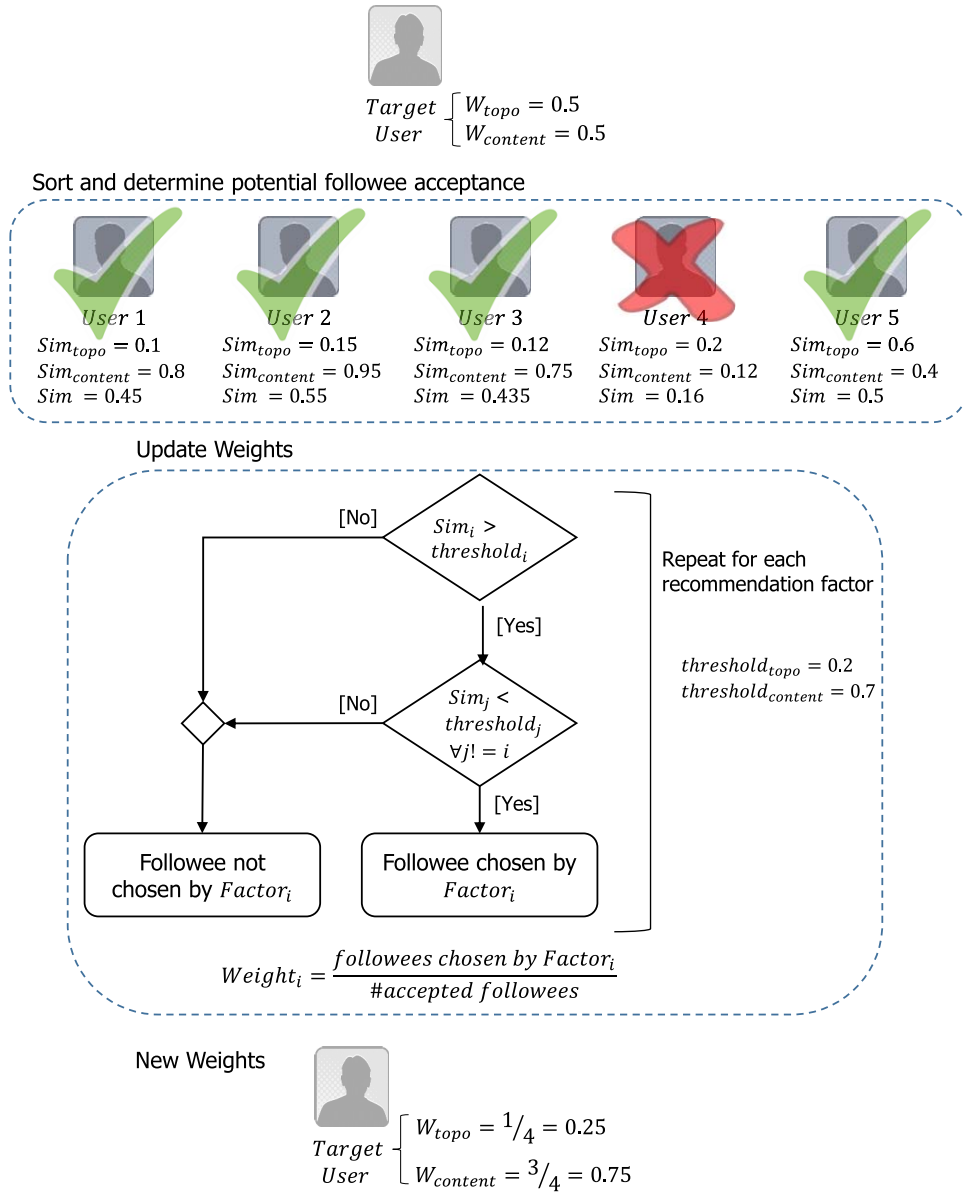 Target User { W_topo = 0.5
W_content = 0.5
Sort and determine potential followee acceptance
User 1
Sim_topo = 0.1
Sim_content = 0.8
Sim = 0.45
User 2
Sim_topo = 0.15
Sim_content = 0.95
Sim = 0.55
User 3
Sim_topo = 0.12
Sim_content = 0.75
Sim = 0.435
User 4
Sim_topo = 0.2
Sim_content = 0.12
Sim = 0.16
User 5
Sim_topo = 0.6
Sim_content = 0.4
Sim = 0.5
Update Weights
Sim_i >
threshold_i
[No]
[Yes]
Repeat for each
recommendation factor
threshold_topo = 0.2
threshold_content = 0.7
Sim_j <
threshold_j
∀j! = i
[No]
[Yes]
Followee not
chosen by Factor_i
Followee chosen by
Factor_i
Weight_i = followees chosen by Factor_i / #accepted followees
New Weights
Target User { W_topo = 1/4 = 0.25
W_content = 3/4 = 0.75